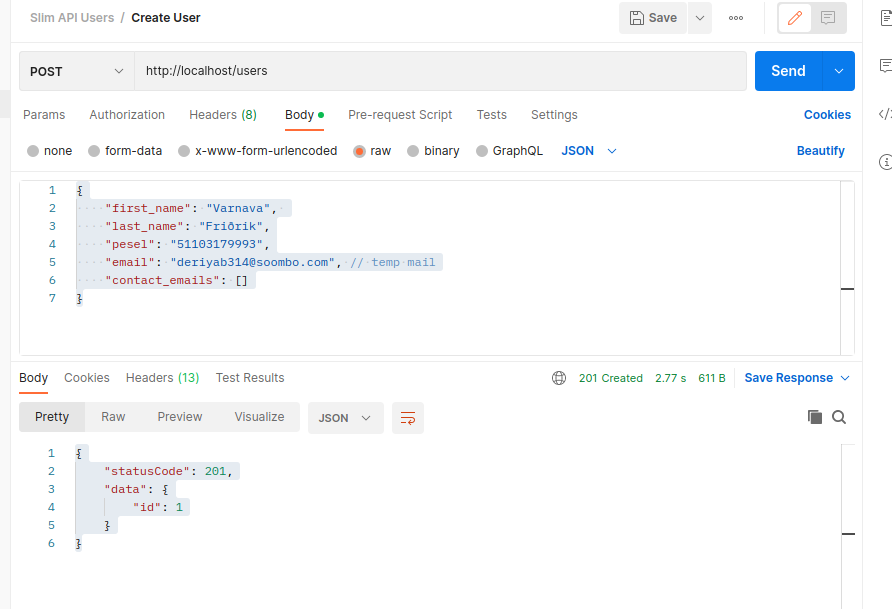 Slim API Users / Create User
Save
POST http://localhost/users Send
Params Authorization Headers (8) Body Pre-request Script Tests Settings Cookies
none form-data x-www-form-urlencoded raw binary GraphQL JSON Beautify
1 {
2 "first_name": "Varnava",
3 "last_name": "Friðrik",
4 "pesel": "51103179993",
5 "email": "deriyab314@soombo.com", // temp mail
6 "contact_emails": []
7 }
Body Cookies Headers (13) Test Results 201 Created 2.77 s 611 B Save Response
Pretty Raw Preview Visualize JSON
1 {
2 "statusCode": 201,
3 "data": {
4 "id": 1
5 }
6 }